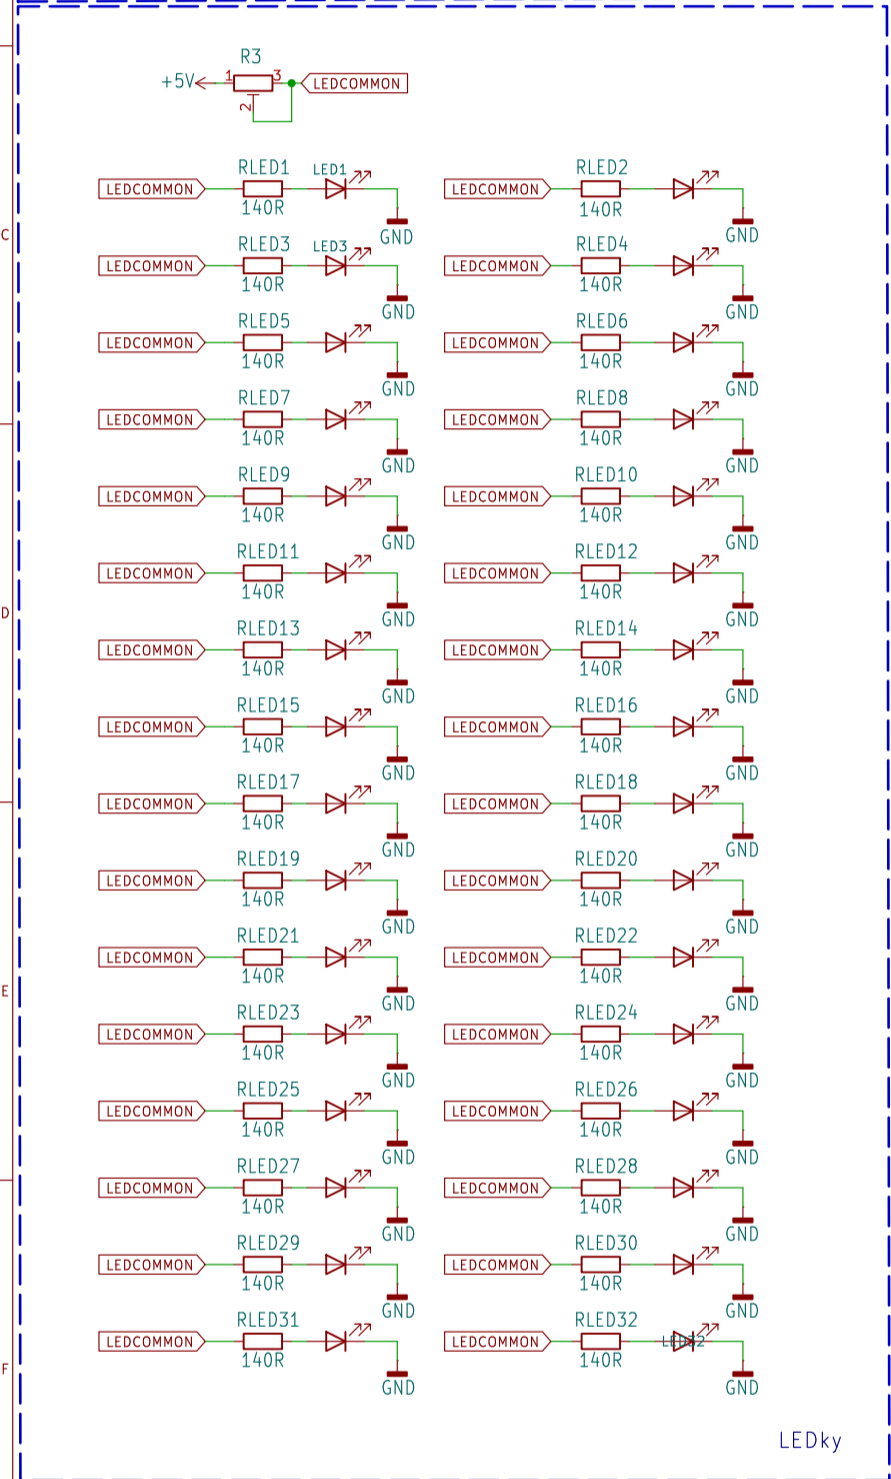 R3
+5V 1 3 LEDCOMMON
2
RLED1 LED1 RLED2
LEDCOMMON LEDCOMMON
140R 140R
GND GND
C
RLED3 LED3 RLED4
LEDCOMMON LEDCOMMON
140R 140R
GND GND
RLED5 RLED6
LEDCOMMON LEDCOMMON
140R 140R
GND GND
RLED7 RLED8
LEDCOMMON LEDCOMMON
140R 140R
GND GND
RLED9 RLED10
LEDCOMMON LEDCOMMON
140R 140R
GND GND
RLED11 RLED12
LEDCOMMON LEDCOMMON
140R 140R
D
GND GND
RLED13 RLED14
LEDCOMMON LEDCOMMON
140R 140R
GND GND
RLED15 RLED16
LEDCOMMON LEDCOMMON
140R 140R
GND GND
RLED17 RLED18
LEDCOMMON LEDCOMMON
140R 140R
GND GND
RLED19 RLED20
LEDCOMMON LEDCOMMON
140R 140R
GND GND
RLED21 RLED22
LEDCOMMON LEDCOMMON
140R 140R
E
GND GND
RLED23 RLED24
LEDCOMMON LEDCOMMON
140R 140R
GND GND
RLED25 RLED26
LEDCOMMON LEDCOMMON
140R 140R
GND GND
RLED27 RLED28
LEDCOMMON LEDCOMMON
140R 140R
GND GND
RLED29 RLED30
LEDCOMMON LEDCOMMON
140R 140R
GND GND
RLED31 RLED32
LEDCOMMON LEDCOMMON LED32
140R 140R
F
GND GND
LEDky